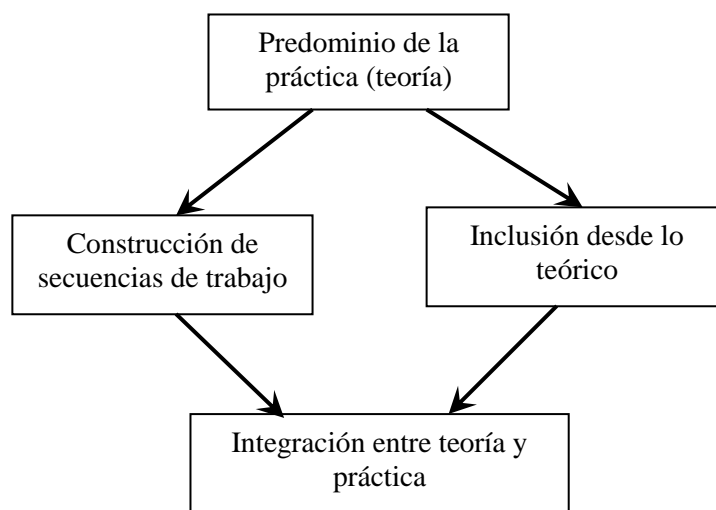 Predominio de la
práctica (teoría)
Construcción de
secuencias de trabajo
Inclusión desde lo
teórico
Integración entre teoría y
práctica